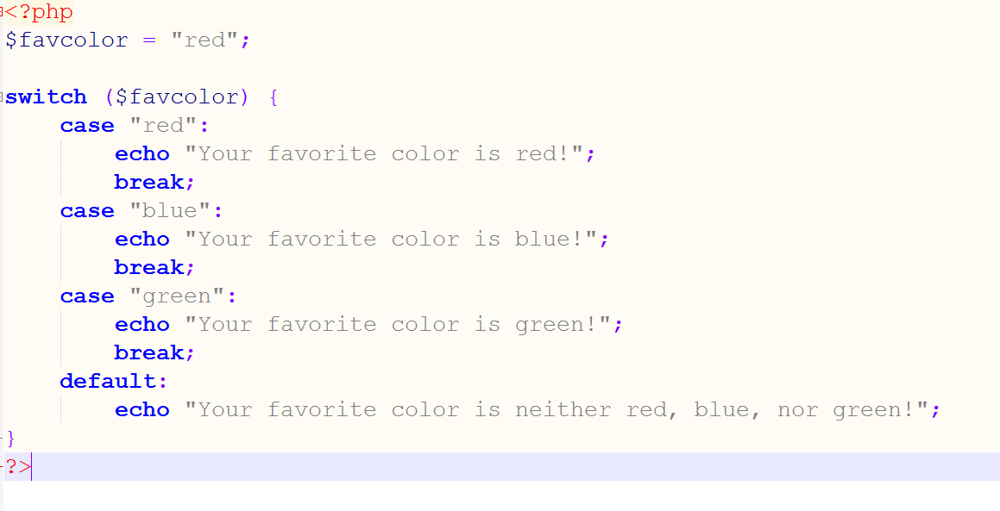 <?php
$favcolor = "red";
switch ($favcolor) {
    case "red":
        echo "Your favorite color is red!";
        break;
    case "blue":
        echo "Your favorite color is blue!";
        break;
    case "green":
        echo "Your favorite color is green!";
        break;
    default:
        echo "Your favorite color is neither red, blue, nor green!";
}
?>